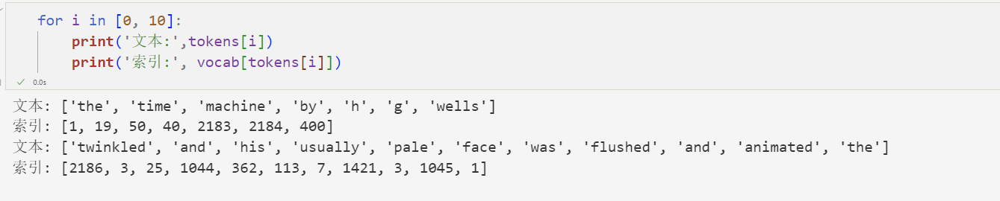 for i in [0, 10]:
    print('文本:',tokens[i])
    print('索引:', vocab[tokens[i]])
✓ 0.0s
文本: ['the', 'time', 'machine', 'by', 'h', 'g', 'wells']
索引: [1, 19, 50, 40, 2183, 2184, 400]
文本: ['twinkled', 'and', 'his', 'usually', 'pale', 'face', 'was', 'flushed', 'and', 'animated', 'the']
索引: [2186, 3, 25, 1044, 362, 113, 7, 1421, 3, 1045, 1]